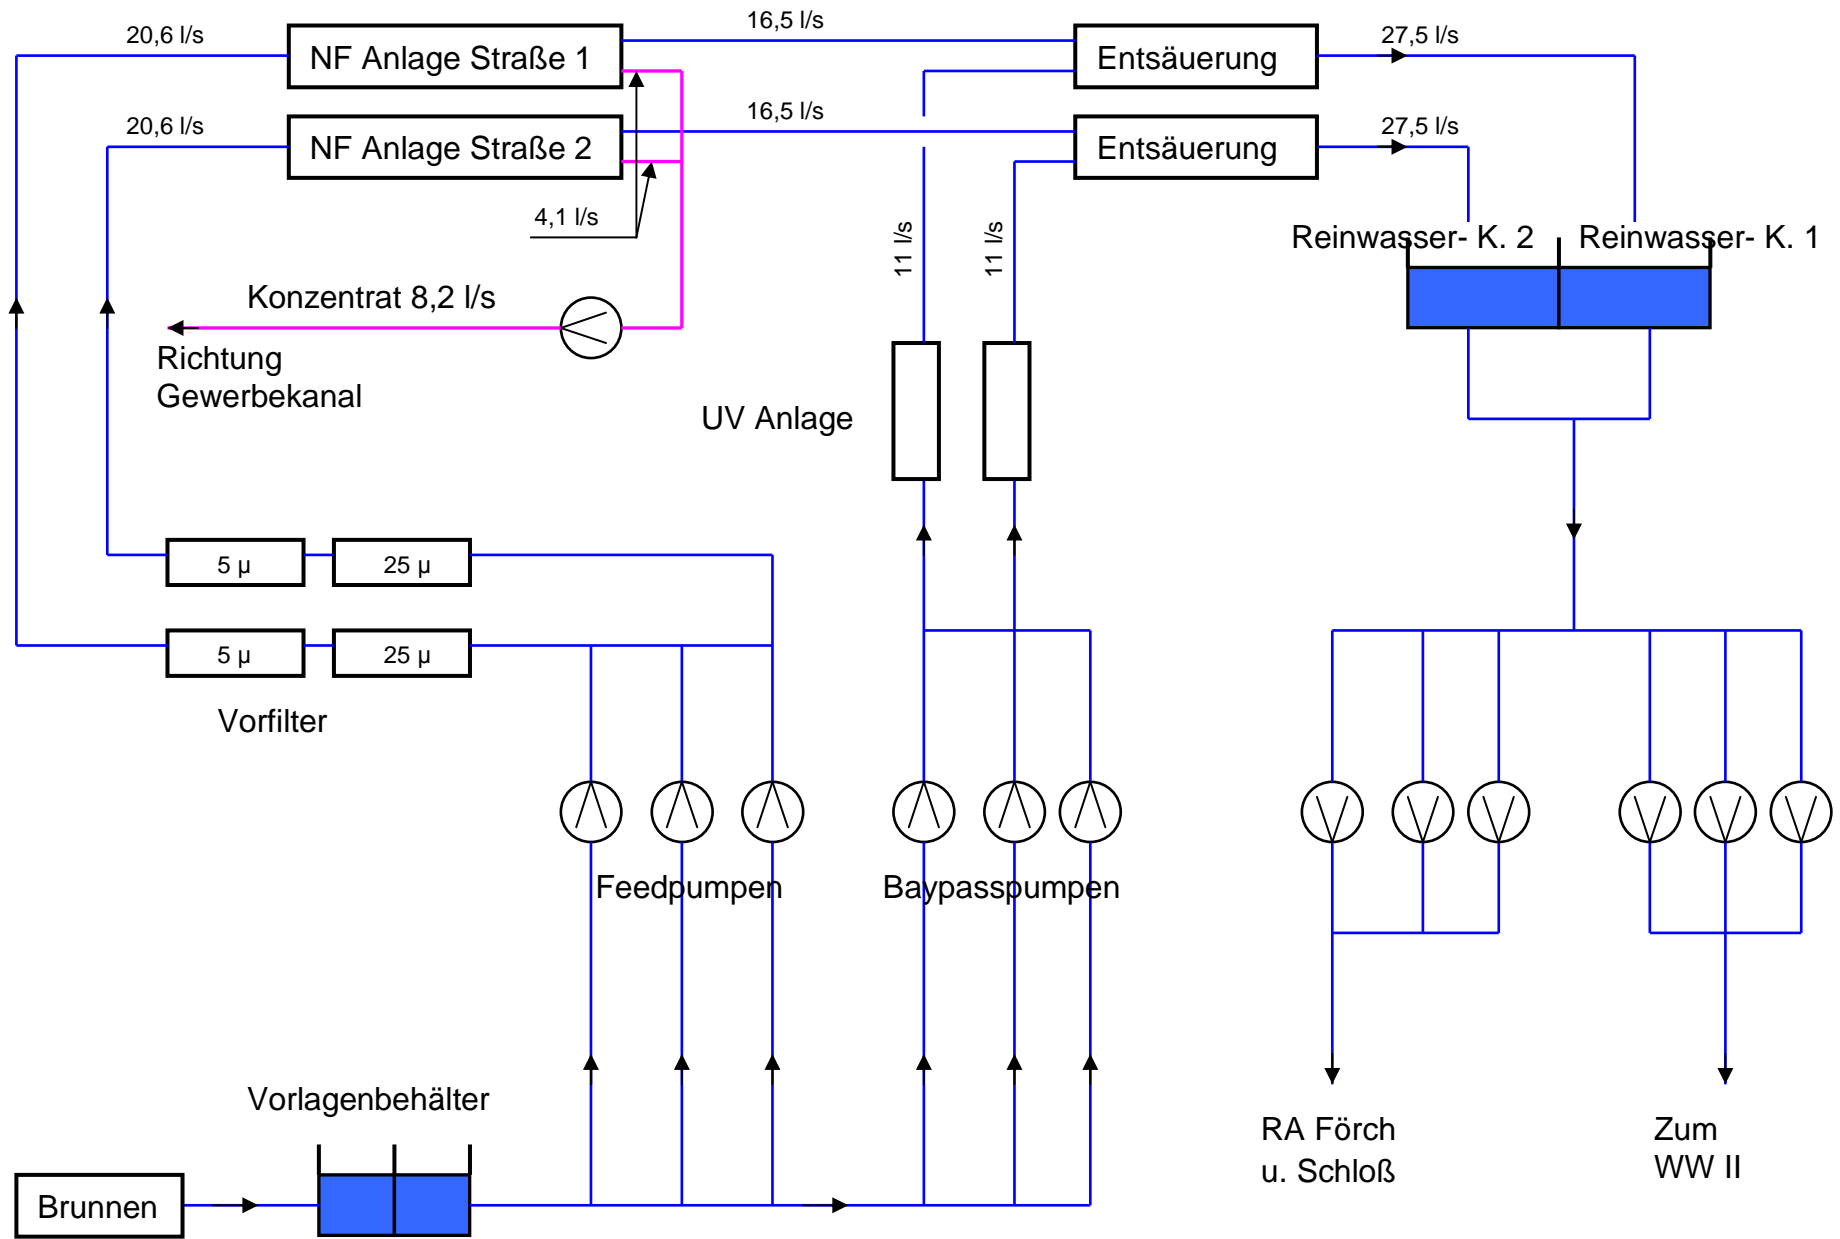 20,6 l/s
NF Anlage Straße 1
16,5 l/s
Entsäuerung
27,5 l/s
20,6 l/s
NF Anlage Straße 2
16,5 l/s
Entsäuerung
27,5 l/s
4,1 l/s
11 l/s
11 l/s
Reinwasser- K. 2
Reinwasser- K. 1
Konzentrat 8,2 l/s
Richtung
Gewerbekanal
UV Anlage
5 µ
25 µ
5 µ
25 µ
Vorfilter
Feedpumpen
Baypasspumpen
Vorlagenbehälter
Brunnen
RA Förch
u. Schloß
Zum
WW II